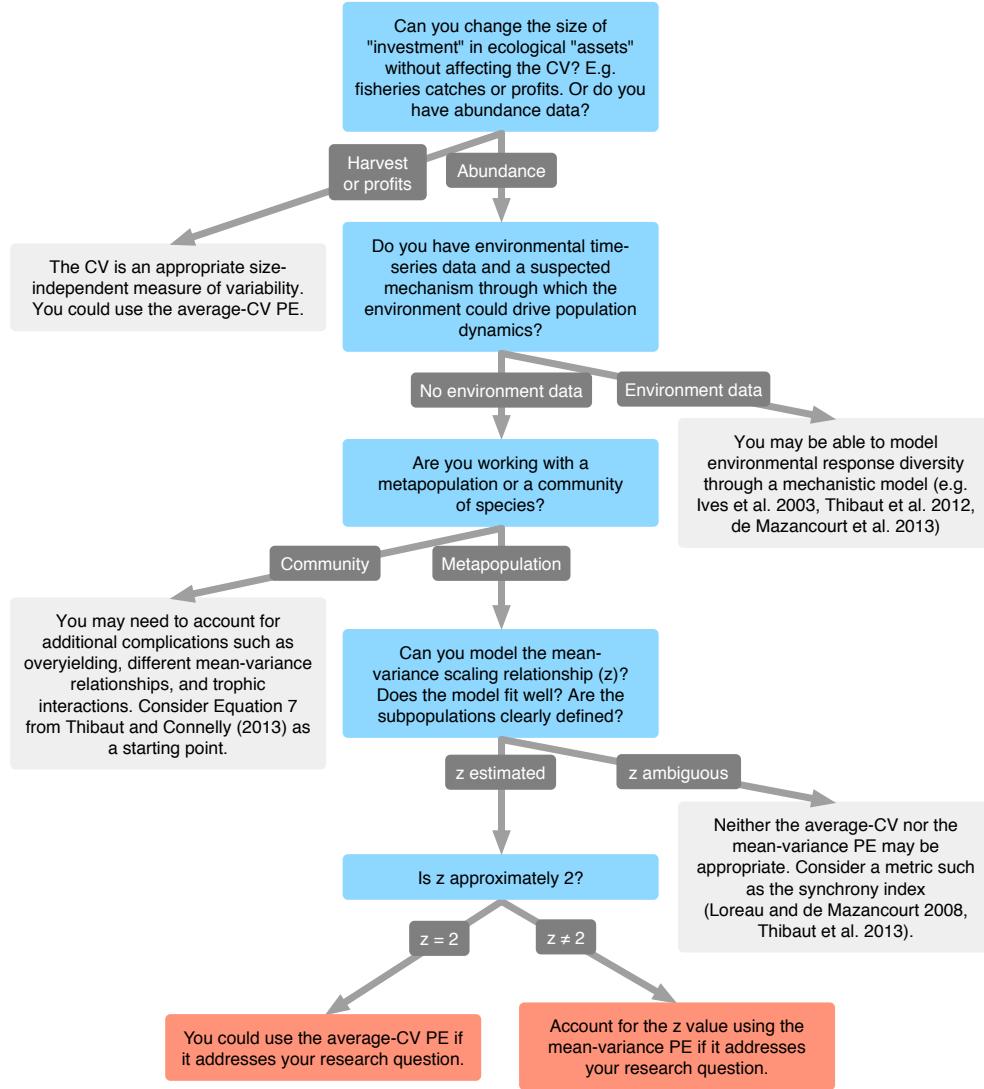 Can you change the size of
"investment" in ecological "assets"
without affecting the CV? E.g.
fisheries catches or profits. Or do you
have abundance data?
Harvest
or profits
Abundance
The CV is an appropriate size-
independent measure of variability.
You could use the average-CV PE.
Do you have environmental time-
series data and a suspected
mechanism through which the
environment could drive population
dynamics?
No environment data
Environment data
You may be able to model
environmental response diversity
through a mechanistic model (e.g.
Ives et al. 2003, Thibaut et al. 2012,
de Mazancourt et al. 2013)
Are you working with a
metapopulation or a community
of species?
Community
Metapopulation
You may need to account for
additional complications such as
overyielding, different mean-variance
relationships, and trophic
interactions. Consider Equation 7
from Thibaut and Connelly (2013) as
a starting point.
Can you model the mean-
variance scaling relationship (z)?
Does the model fit well? Are the
subpopulations clearly defined?
z estimated
z ambiguous
Neither the average-CV nor the
mean-variance PE may be
appropriate. Consider a metric such
as the synchrony index
(Loreau and de Mazancourt 2008,
Thibaut et al. 2013).
Is z approximately 2?
z = 2
z ≠ 2
You could use the average-CV PE if
it addresses your research question.
Account for the z value using the
mean-variance PE if it addresses
your research question.